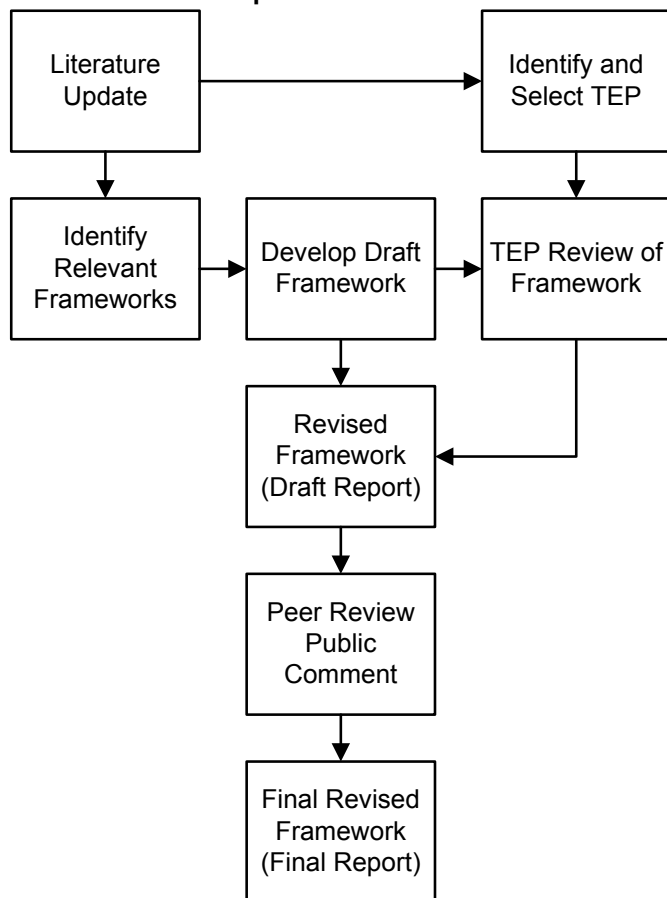 Literature
Update
Identify and
Select TEP
Identify
Relevant
Frameworks
Develop Draft
Framework
TEP Review of
Framework
Revised
Framework
(Draft Report)
Peer Review
Public
Comment
Final Revised
Framework
(Final Report)